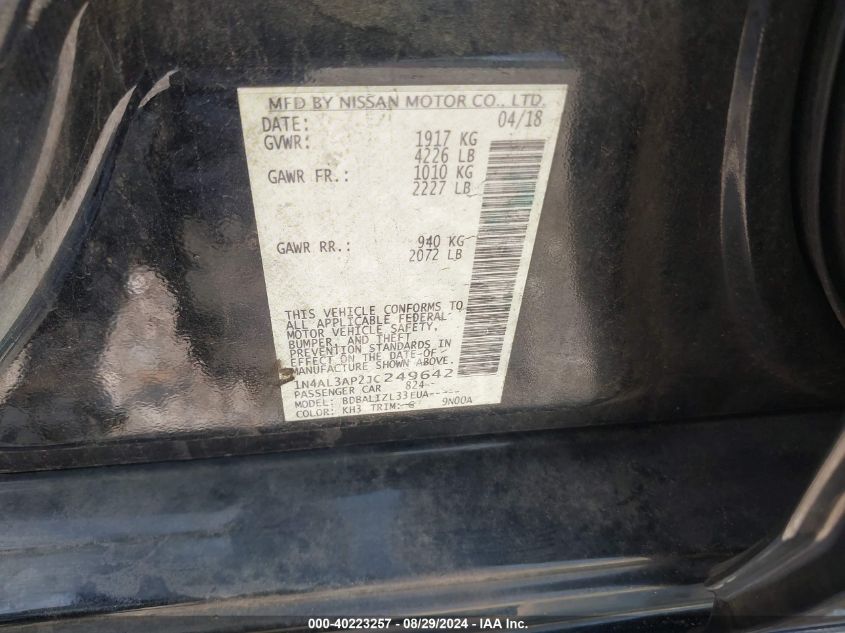 MFD BY NISSAN MOTOR CO., LTD.
DATE: 04/18
GVWR: 1917 KG
4226 LB
GAWR FR.: 1010 KG
2227 LB
GAWR RR.: 940 KG
2072 LB
THIS VEHICLE CONFORMS TO
ALL APPLICABLE FEDERAL
MOTOR VEHICLE SAFETY,
BUMPER, AND THEFT
PREVENTION STANDARDS IN
EFFECT ON THE DATE OF
MANUFACTURE SHOWN ABOVE.
1N4AL3AP2JC249642
PASSENGER CAR 824
MODEL: BDBALIZL33EUA-----
COLOR: KH3 TRIM: G 9N00A
000-40223257 - 08/29/2024 - IAA Inc.